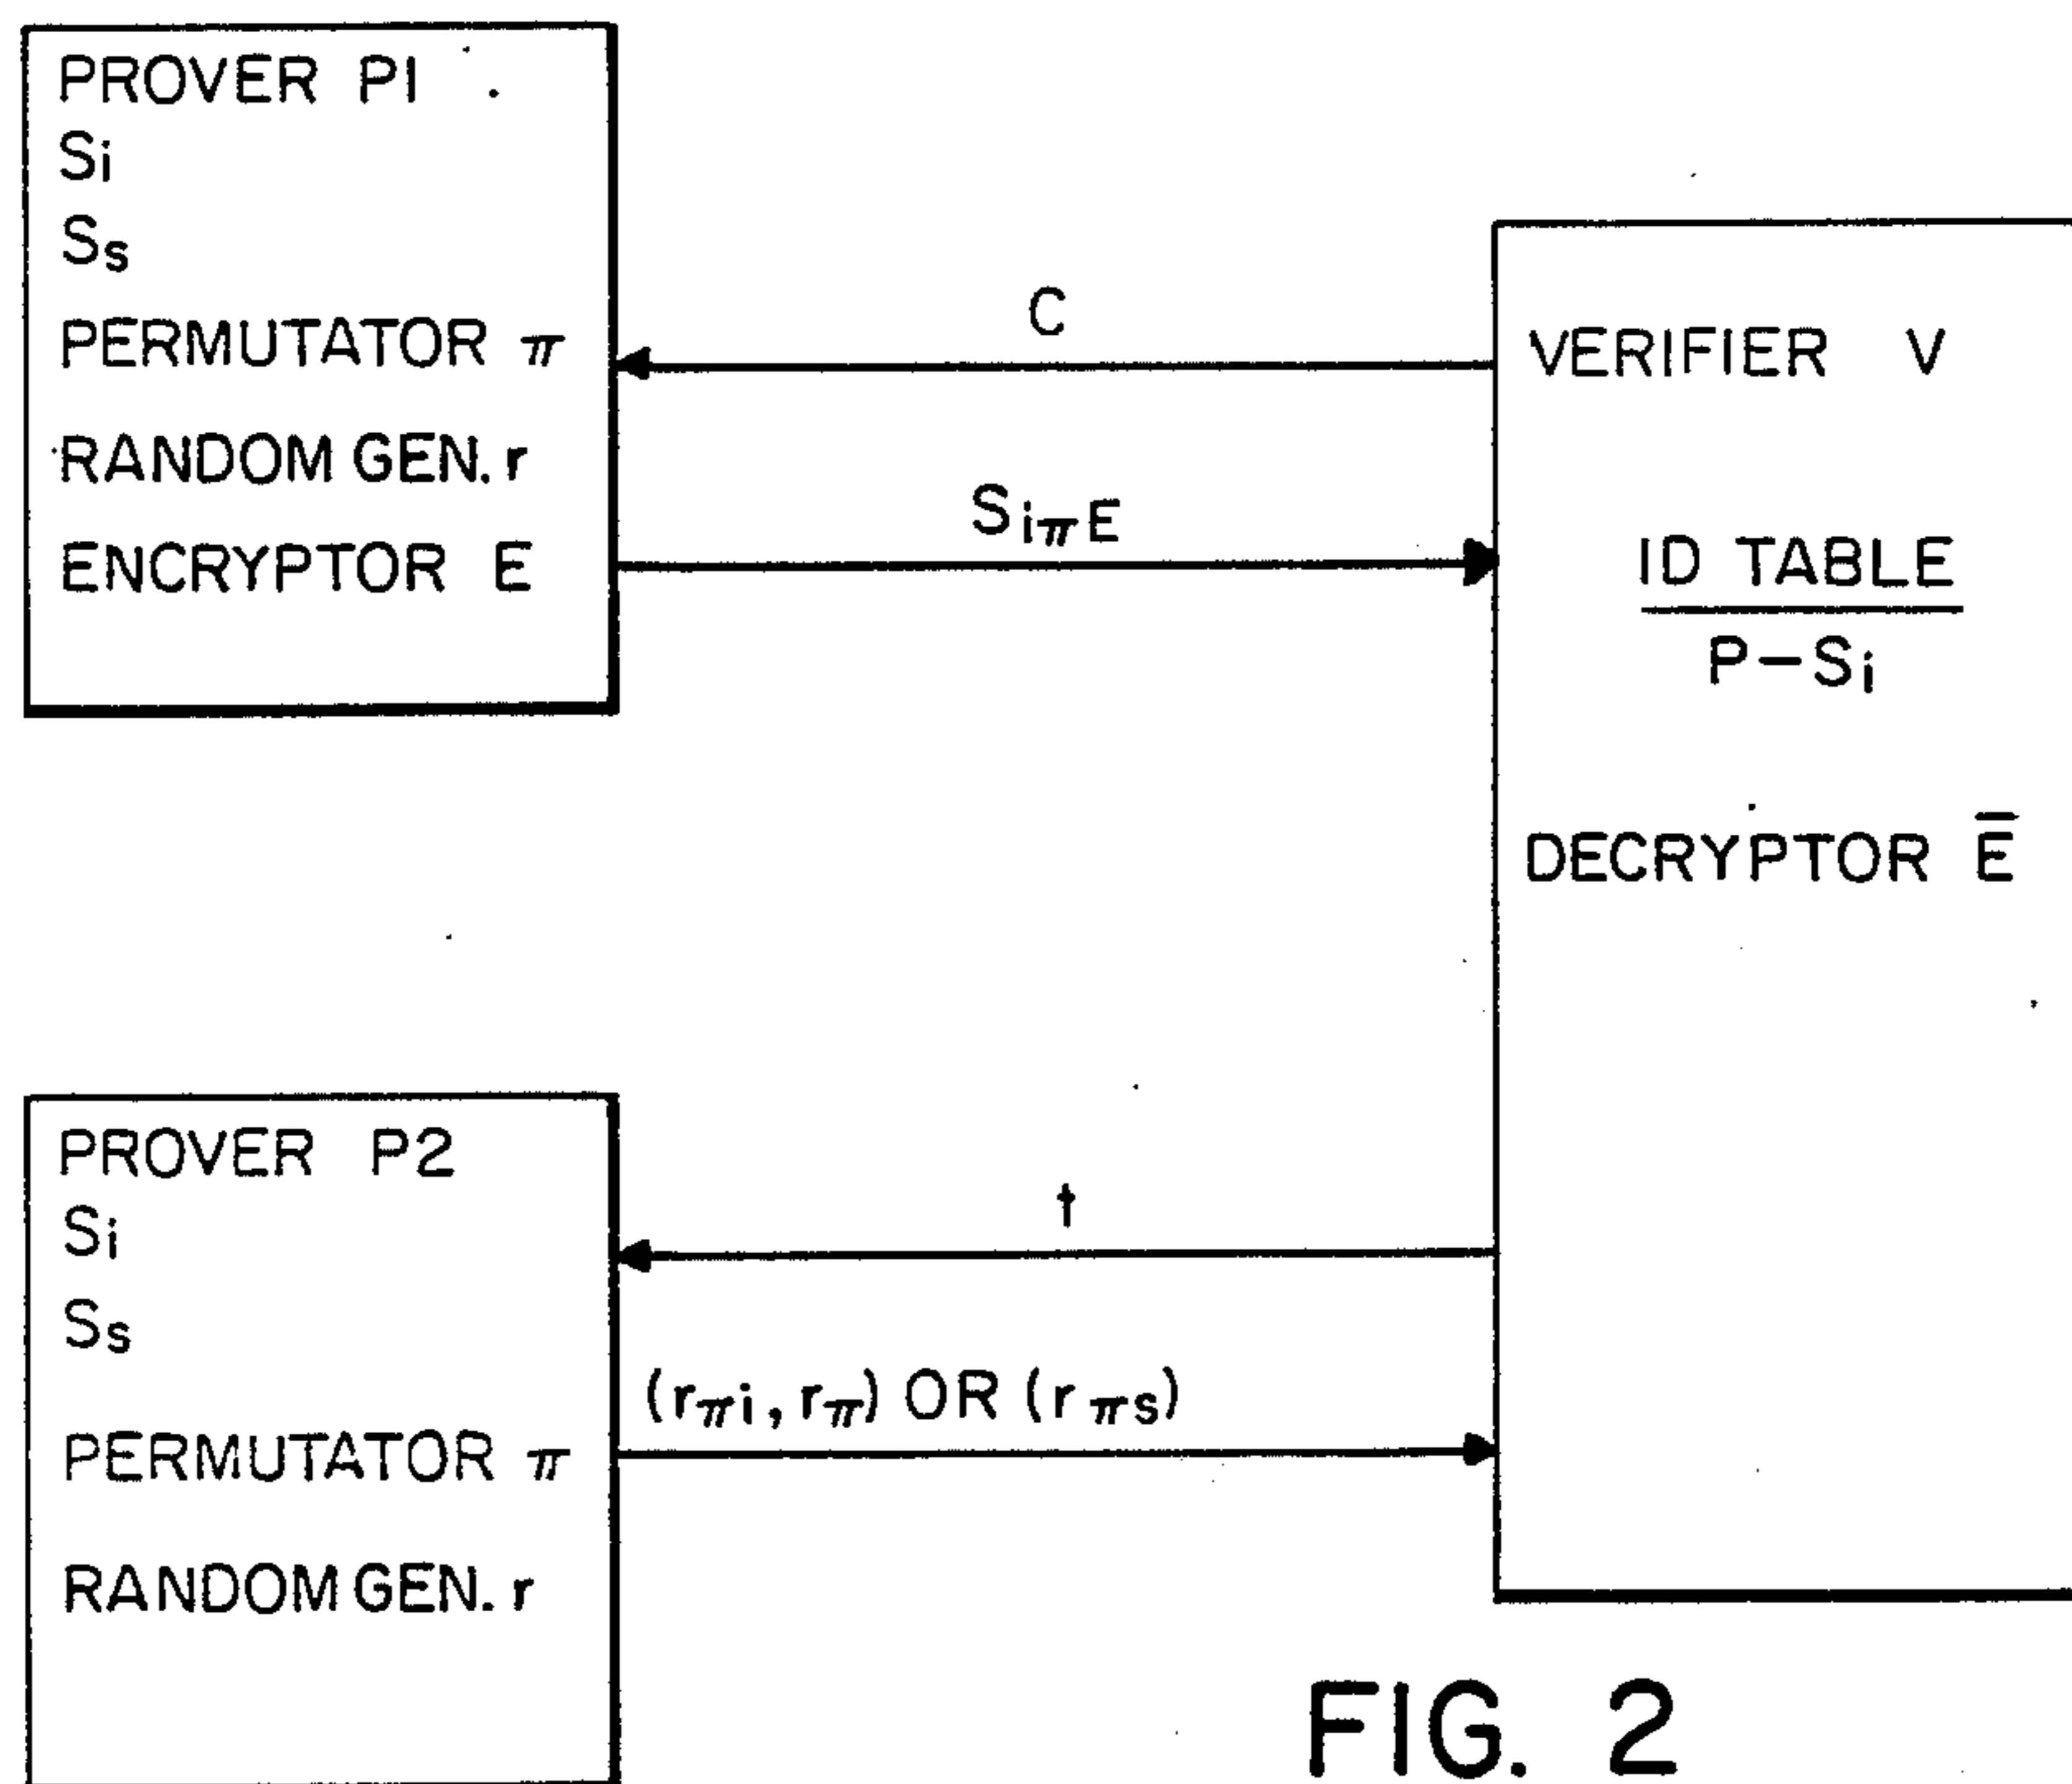 PROVER P1
Si
Ss
PERMUTATOR π
RANDOM GEN. r
ENCRYPTOR E
C
SiπE
VERIFIER V
ID TABLE
P–Si
DECRYPTOR E̅
PROVER P2
Si
Ss
PERMUTATOR π
RANDOM GEN. r
t
(rπi, rπ) OR (rπs)
FIG. 2